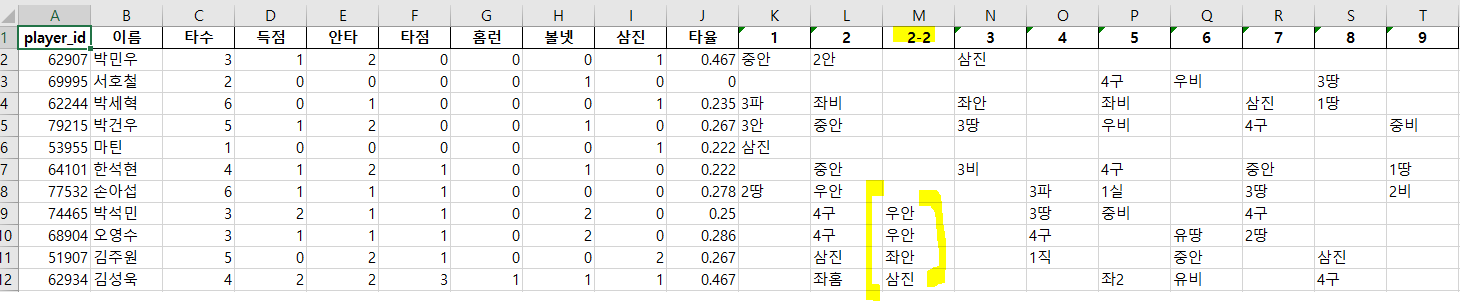 A B C D E F G H I J K L M N O P Q R S T
1 player_id 이름 타수 득점 안타 타점 홈런 볼넷 삼진 타율 1 2 2-2 3 4 5 6 7 8 9
2 62907 박민우 3 1 2 0 0 0 1 0.467 중안 2안 삼진
3 69995 서호철 2 0 0 0 0 1 0 0 4구 우비 3땅
4 62244 박세혁 6 0 1 0 0 0 1 0.235 3파 좌비 좌안 좌비 삼진 1땅
5 79215 박건우 5 1 2 0 0 1 0 0.267 3안 중안 3땅 우비 4구 중비
6 53955 마틴 1 0 0 0 0 0 1 0.222 삼진
7 64101 한석현 4 1 2 1 0 1 0 0.222 중안 3비 4구 중안 1땅
8 77532 손아섭 6 1 1 1 0 0 0 0.278 2땅 우안 3파 1실 3땅 2비
9 74465 박석민 3 2 1 1 0 2 0 0.25 4구 우안 3땅 중비 4구
10 68904 오영수 3 1 1 1 0 2 0 0.286 4구 우안 4구 유땅 2땅
11 51907 김주원 5 0 2 1 0 0 2 0.267 삼진 좌안 1직 중안 삼진
12 62934 김성욱 4 2 2 3 1 1 1 0.467 좌홈 삼진 좌2 유비 4구